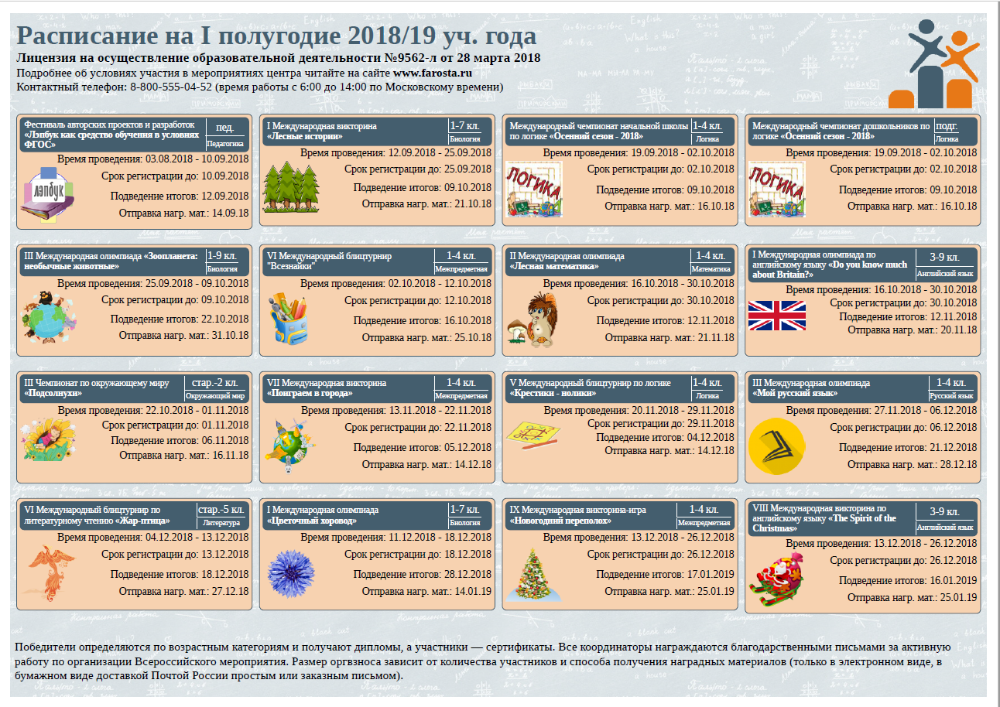 Расписание на I полугодие 2018/19 уч. года
Лицензия на осуществление образовательной деятельности №9562-л от 28 марта 2018
Подробнее об условиях участия в мероприятиях центра читайте на сайте www.farosta.ru
Контактный телефон: 8-800-555-04-52 (время работы с 6:00 до 14:00 по Московскому времени)
Фестиваль авторских проектов и разработок
«Лэпбук как средство обучения в условиях
ФГОС»
пед.
Педагогика
Время проведения: 03.08.2018 - 10.09.2018
Срок регистрации до: 10.09.2018
Подведение итогов: 12.09.2018
Отправка нагр. мат.: 14.09.18
лэпбук
I Международная викторина
«Лесные истории»
1-7 кл.
Биология
Время проведения: 12.09.2018 - 25.09.2018
Срок регистрации до: 25.09.2018
Подведение итогов: 09.10.2018
Отправка нагр. мат.: 21.10.18
Международный чемпионат начальной школы
по логике «Осенний сезон - 2018»
1-4 кл.
Логика
Время проведения: 19.09.2018 - 02.10.2018
Срок регистрации до: 02.10.2018
Подведение итогов: 09.10.2018
Отправка нагр. мат.: 16.10.18
ЛОГИКА
Международный чемпионат дошкольников по
логике «Осенний сезон - 2018»
подг.
Логика
Время проведения: 19.09.2018 - 02.10.2018
Срок регистрации до: 02.10.2018
Подведение итогов: 09.10.2018
Отправка нагр. мат.: 16.10.18
ЛОГИКА
III Международная олимпиада «Зоопланета:
необычные животные»
1-9 кл.
Биология
Время проведения: 25.09.2018 - 09.10.2018
Срок регистрации до: 09.10.2018
Подведение итогов: 22.10.2018
Отправка нагр. мат.: 31.10.18
VI Международный блицтурнир
"Всезнайки"
1-4 кл.
Межпредметная
Время проведения: 02.10.2018 - 12.10.2018
Срок регистрации до: 12.10.2018
Подведение итогов: 16.10.2018
Отправка нагр. мат.: 25.10.18
II Международная олимпиада
«Лесная математика»
1-4 кл.
Математика
Время проведения: 16.10.2018 - 30.10.2018
Срок регистрации до: 30.10.2018
Подведение итогов: 12.11.2018
Отправка нагр. мат.: 21.11.18
I Международная олимпиада по
английскому языку «Do you know much
about Britain?»
3-9 кл.
Английский язык
Время проведения: 16.10.2018 - 30.10.2018
Срок регистрации до: 30.10.2018
Подведение итогов: 12.11.2018
Отправка нагр. мат.: 20.11.18
III Чемпионат по окружающему миру
«Подсолнухи»
стар.-2 кл.
Окружающий мир
Время проведения: 22.10.2018 - 01.11.2018
Срок регистрации до: 01.11.2018
Подведение итогов: 06.11.2018
Отправка нагр. мат.: 16.11.18
VII Международная викторина
«Поиграем в города»
1-4 кл.
Межпредметная
Время проведения: 13.11.2018 - 22.11.2018
Срок регистрации до: 22.11.2018
Подведение итогов: 05.12.2018
Отправка нагр. мат.: 14.12.18
V Международный блицтурнир по логике
«Крестики - нолики»
1-4 кл.
Логика
Время проведения: 20.11.2018 - 29.11.2018
Срок регистрации до: 29.11.2018
Подведение итогов: 04.12.2018
Отправка нагр. мат.: 14.12.18
III Международная олимпиада
«Мой русский язык»
1-4 кл.
Русский язык
Время проведения: 27.11.2018 - 06.12.2018
Срок регистрации до: 06.12.2018
Подведение итогов: 21.12.2018
Отправка нагр. мат.: 28.12.18
VI Международный блицтурнир по
литературному чтению «Жар-птица»
стар.-5 кл.
Литература
Время проведения: 04.12.2018 - 13.12.2018
Срок регистрации до: 13.12.2018
Подведение итогов: 18.12.2018
Отправка нагр. мат.: 27.12.18
I Международная олимпиада
«Цветочный хоровод»
1-7 кл.
Биология
Время проведения: 11.12.2018 - 18.12.2018
Срок регистрации до: 18.12.2018
Подведение итогов: 28.12.2018
Отправка нагр. мат.: 14.01.19
IX Международная викторина-игра
«Новогодний переполох»
1-4 кл.
Межпредметная
Время проведения: 13.12.2018 - 26.12.2018
Срок регистрации до: 26.12.2018
Подведение итогов: 17.01.2019
Отправка нагр. мат.: 25.01.19
VIII Международная викторина по
английскому языку «The Spirit of the
Christmas»
3-9 кл.
Английский язык
Время проведения: 13.12.2018 - 26.12.2018
Срок регистрации до: 26.12.2018
Подведение итогов: 16.01.2019
Отправка нагр. мат.: 25.01.19
Победители определяются по возрастным категориям и получают дипломы, а участники — сертификаты. Все координаторы награждаются благодарственными письмами за активную
работу по организации Всероссийского мероприятия. Размер оргвзноса зависит от количества участников и способа получения наградных материалов (только в электронном виде, в
бумажном виде доставкой Почтой России простым или заказным письмом).